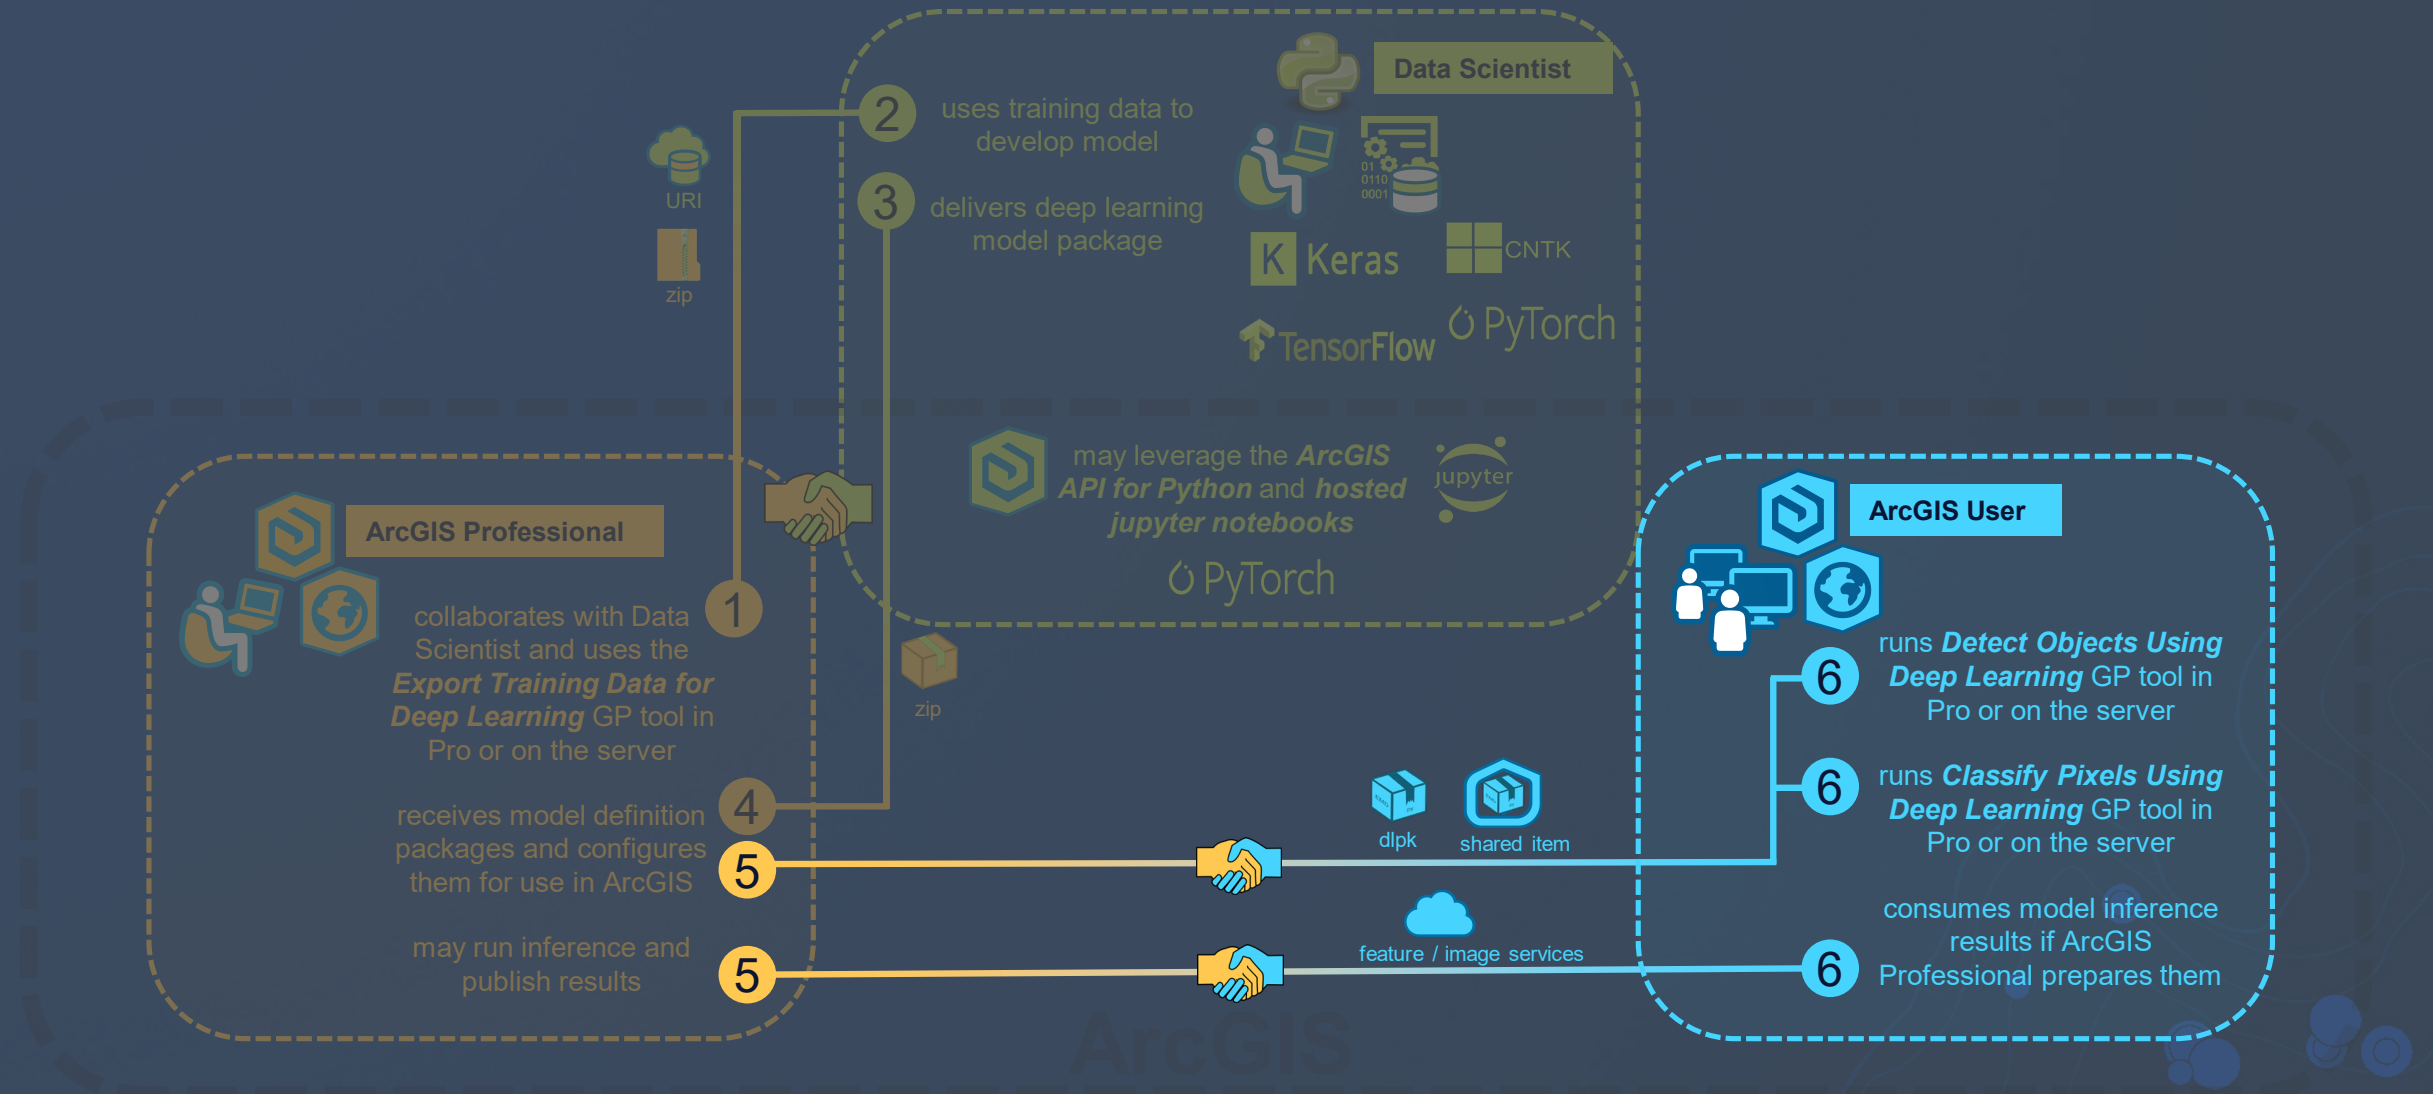 Data Scientist
2
uses training data to
develop model
URI
zip
3
delivers deep learning
model package
01
0110
0001
K Keras
CNTK
TensorFlow
PyTorch
may leverage the ArcGIS
API for Python and hosted
jupyter notebooks
jupyter
PyTorch
ArcGIS Professional
1
collaborates with Data
Scientist and uses the
Export Training Data for
Deep Learning GP tool in
Pro or on the server
zip
4
receives model definition
packages and configures
them for use in ArcGIS
5
may run inference and
publish results
5
dlpk
shared item
feature / image services
ArcGIS User
6
runs Detect Objects Using
Deep Learning GP tool in
Pro or on the server
6
runs Classify Pixels Using
Deep Learning GP tool in
Pro or on the server
6
consumes model inference
results if ArcGIS
Professional prepares them
ArcGIS